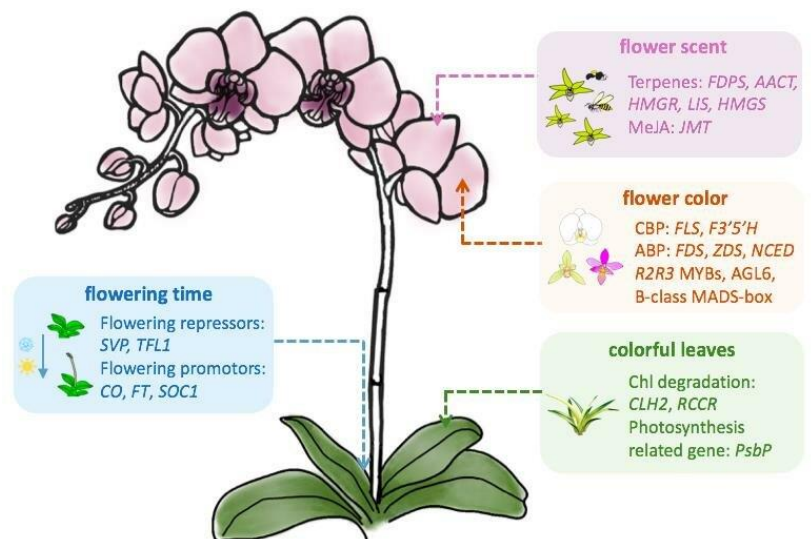 flower scent
Terpenes: FDPS, AACT,
HMGR, LIS, HMGS
MeJA: JMT
flower color
CBP: FLS, F3'5'H
ABP: FDS, ZDS, NCED
R2R3 MYBs, AGL6,
B-class MADS-box
flowering time
Flowering repressors:
SVP, TFL1
Flowering promotors:
CO, FT, SOC1
colorful leaves
Chl degradation:
CLH2, RCCR
Photosynthesis
related gene: PsbP